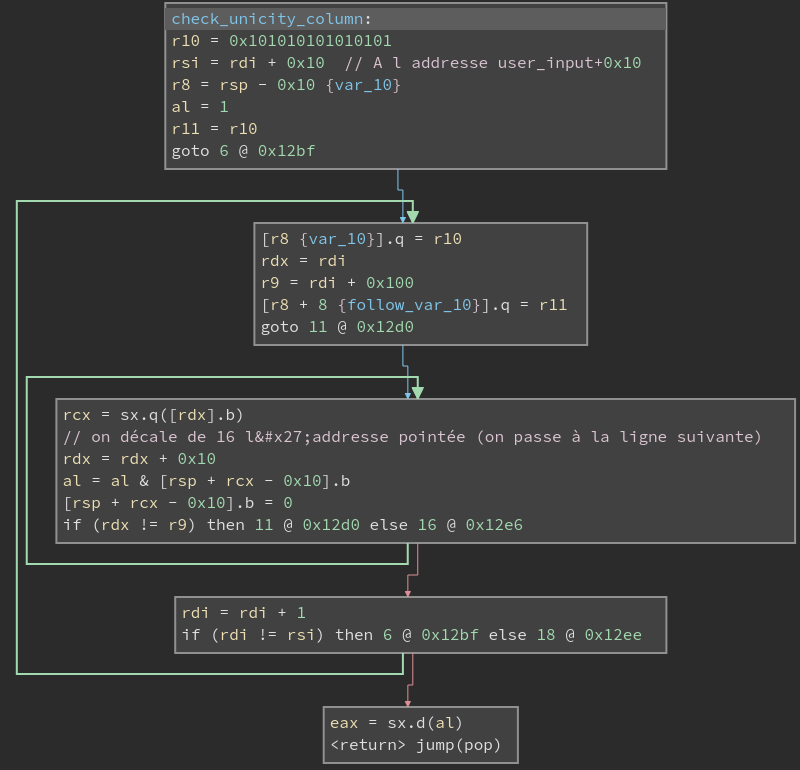 check_unicity_column:
r10 = 0x101010101010101
rsi = rdi + 0x10  // A l addresse user_input+0x10
r8 = rsp - 0x10 {var_10}
al = 1
r11 = r10
goto 6 @ 0x12bf
[r8 {var_10}].q = r10
rdx = rdi
r9 = rdi + 0x100
[r8 + 8 {follow_var_10}].q = r11
goto 11 @ 0x12d0
rcx = sx.q([rdx].b)
// on décale de 16 l&#x27;addresse pointée (on passe à la ligne suivante)
rdx = rdx + 0x10
al = al & [rsp + rcx - 0x10].b
[rsp + rcx - 0x10].b = 0
if (rdx != r9) then 11 @ 0x12d0 else 16 @ 0x12e6
rdi = rdi + 1
if (rdi != rsi) then 6 @ 0x12bf else 18 @ 0x12ee
eax = sx.d(al)
<return> jump(pop)